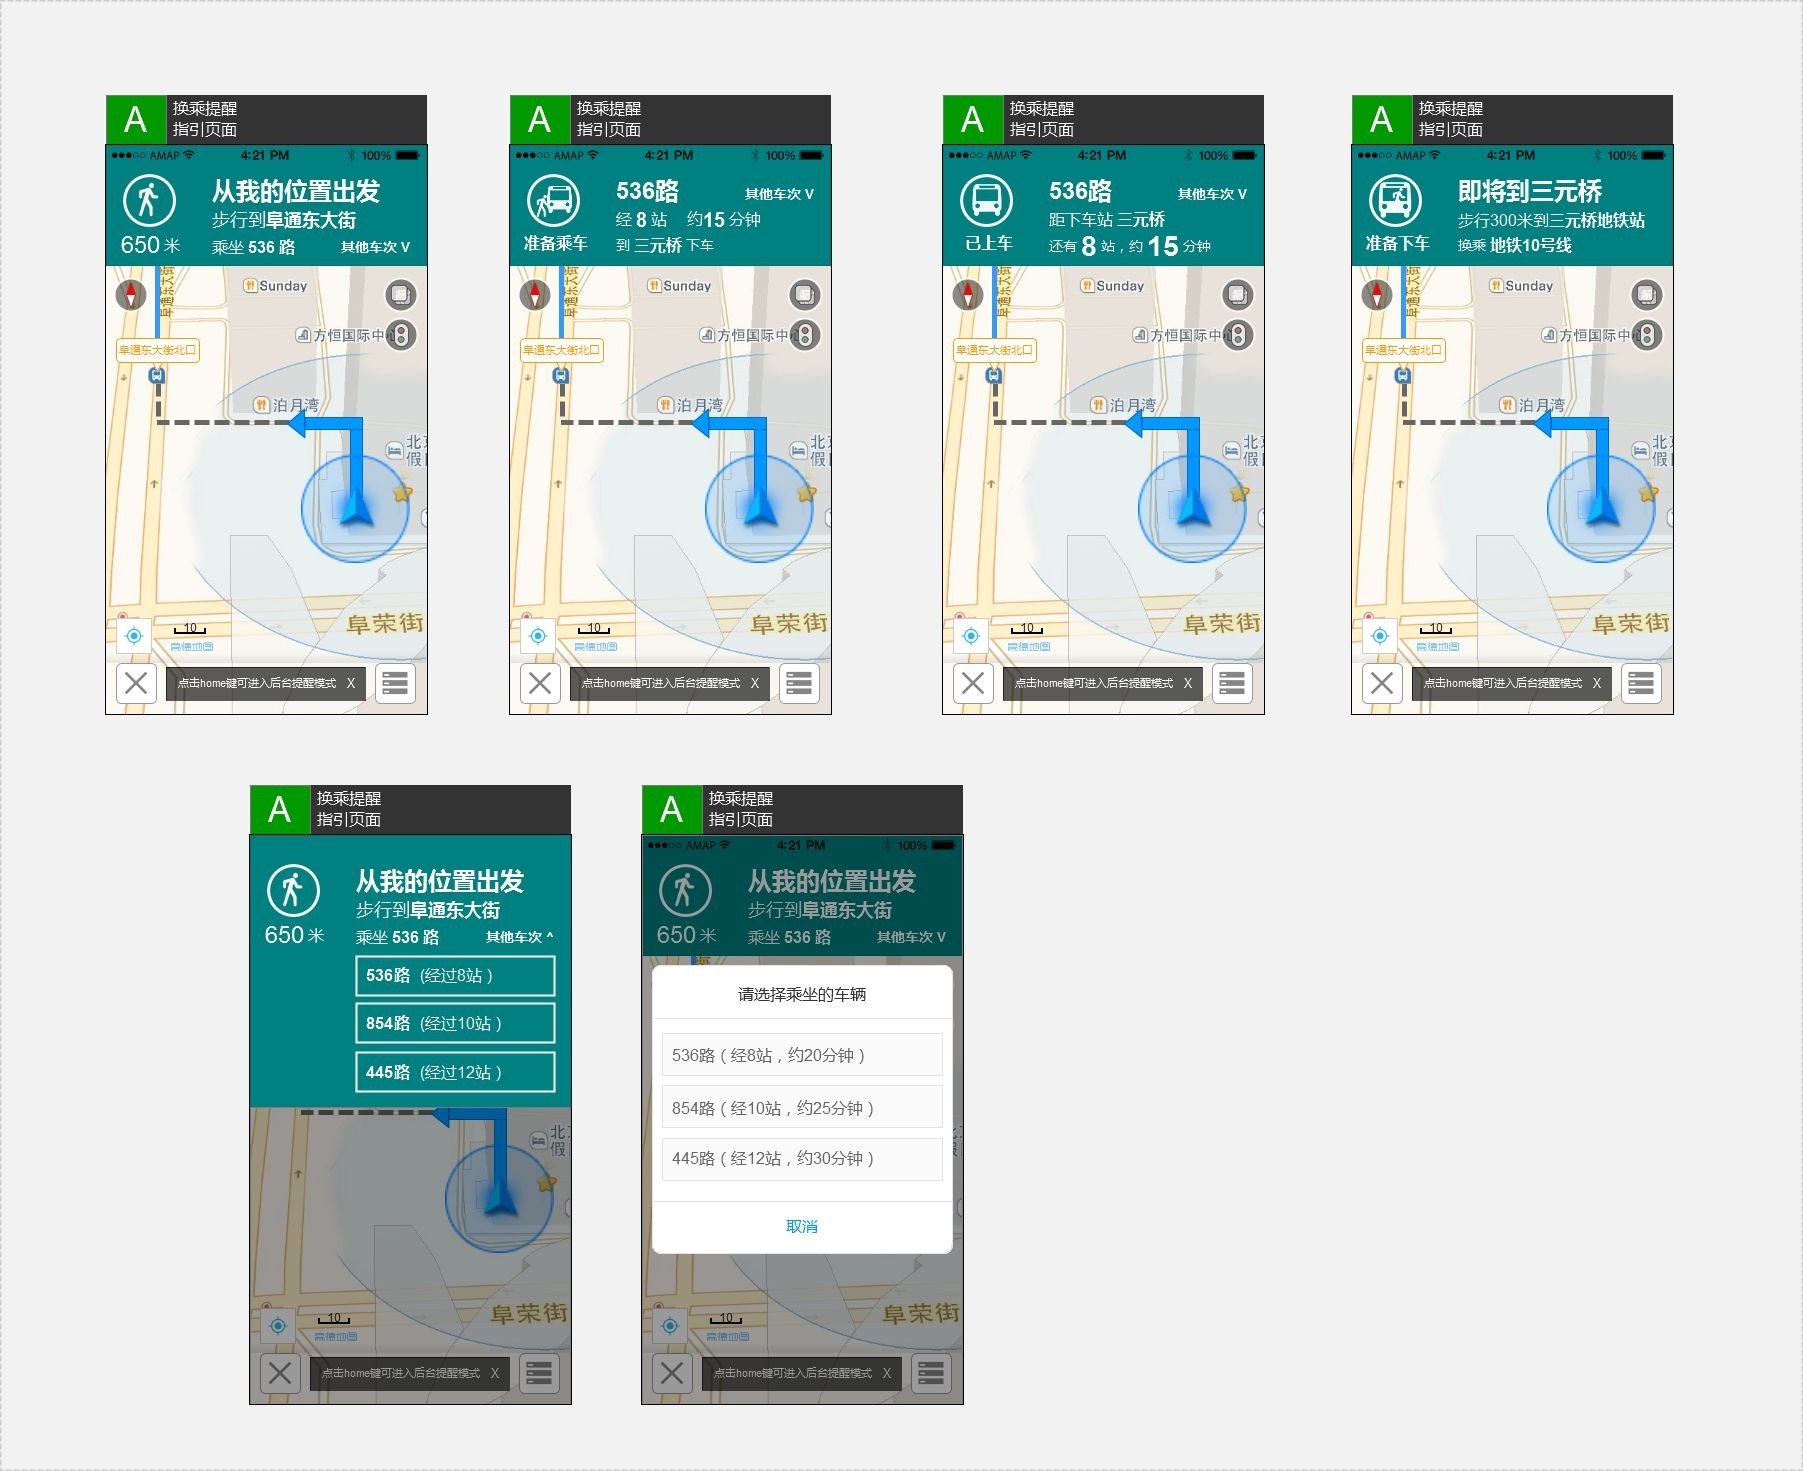 A
换乘提醒
指引页面
AMAP 4:21 PM 100%
从我的位置出发
步行到阜通东大街
650 米
乘坐 536 路 其他车次 V
阜通东大街
Sunday
方恒国际中心
阜通东大街北口
泊月湾
北京
假日
阜荣街
10
高德地图
点击home键可进入后台提醒模式 X
A
换乘提醒
指引页面
AMAP 4:21 PM 100%
536路 其他车次 V
经 8 站 约15 分钟
准备乘车
到 三元桥 下车
阜通东大街
Sunday
方恒国际中心
阜通东大街北口
泊月湾
北京
假日
阜荣街
10
高德地图
点击home键可进入后台提醒模式 X
A
换乘提醒
指引页面
AMAP 4:21 PM 100%
536路 其他车次 V
距下车站 三元桥
已上车
还有 8 站，约 15 分钟
阜通东大街
Sunday
方恒国际中心
阜通东大街北口
泊月湾
北京
假日
阜荣街
10
高德地图
点击home键可进入后台提醒模式 X
A
换乘提醒
指引页面
AMAP 4:21 PM 100%
即将到三元桥
步行300米到三元桥地铁站
准备下车
换乘 地铁10号线
阜通东大街
Sunday
方恒国际中心
阜通东大街北口
泊月湾
北京
假日
阜荣街
10
高德地图
点击home键可进入后台提醒模式 X
A
换乘提醒
指引页面
从我的位置出发
步行到阜通东大街
650 米
乘坐 536 路 其他车次 ^
536路 (经过8站）
854路 (经过10站）
445路 (经过12站）
北京
假日
阜荣街
10
高德地图
点击home键可进入后台提醒模式 X
A
换乘提醒
指引页面
AMAP 4:21 PM 100%
从我的位置出发
步行到阜通东大街
650 米
乘坐 536 路 其他车次 V
请选择乘坐的车辆
536路（经8站，约20分钟）
854路（经10站，约25分钟）
445路（经12站，约30分钟）
取消
阜荣街
10
高德地图
点击home键可进入后台提醒模式 X